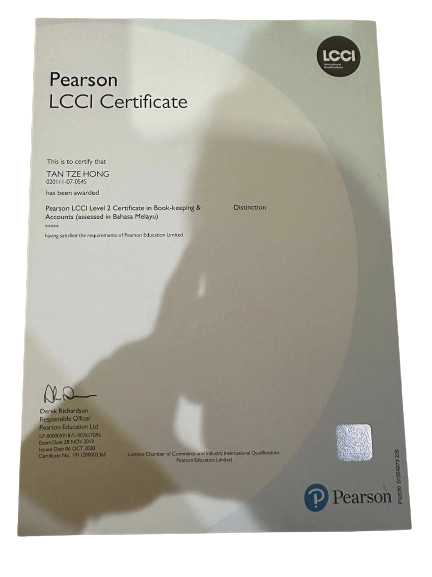 LCCI
International
Qualifications
Pearson
LCCI Certificate
This is to certify that
TAN TZE HONG
020111-07-0545
has been awarded
Pearson LCCI Level 2 Certificate in Book-keeping & Distinction
Accounts (assessed in Bahasa Melayu)
*****
having satisfied the requirements of Pearson Education Limited
Derek Richardson
Responsible Officer
Pearson Education Ltd
Exam Date 28 NOV 2019
Issued Date 06 OCT 2020
Certificate No.
London Chamber of Commerce and Industry International Qualifications
Pearson Education Limited
Pearson